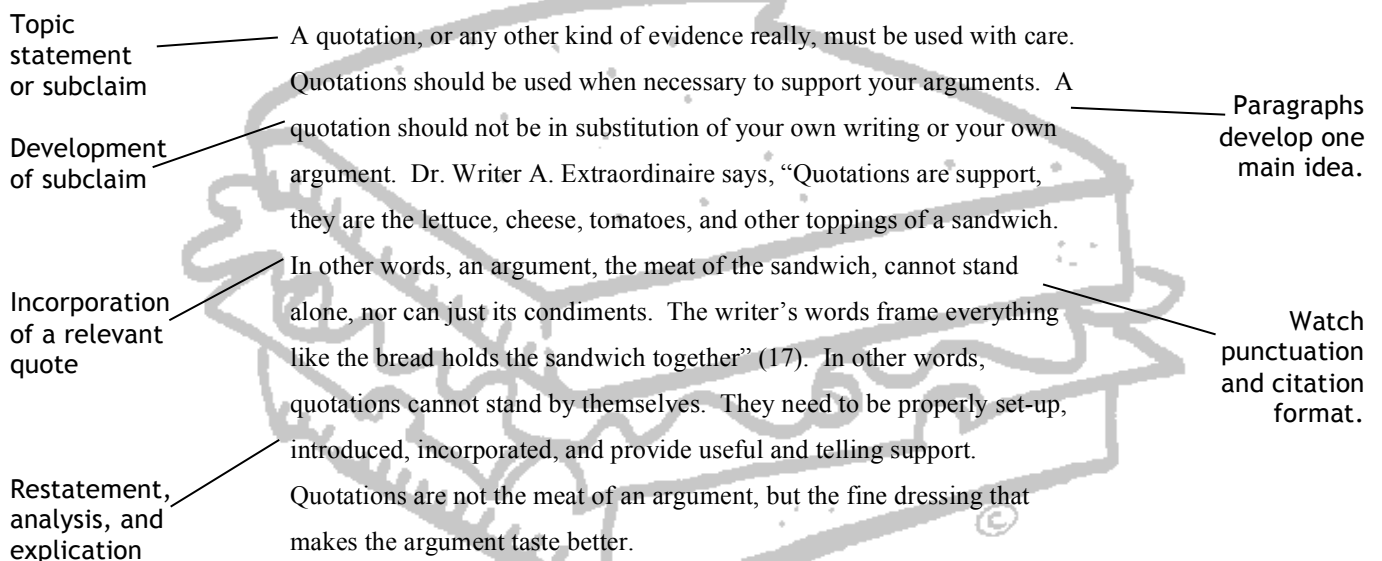 Topic
statement
or subclaim
Development
of subclaim
Incorporation
of a relevant
quote
Restatement,
analysis, and
explication
A quotation, or any other kind of evidence really, must be used with care.
Quotations should be used when necessary to support your arguments.  A
quotation should not be in substitution of your own writing or your own
argument.  Dr. Writer A. Extraordinaire says, “Quotations are support,
they are the lettuce, cheese, tomatoes, and other toppings of a sandwich.
In other words, an argument, the meat of the sandwich, cannot stand
alone, nor can just its condiments.  The writer’s words frame everything
like the bread holds the sandwich together” (17).  In other words,
quotations cannot stand by themselves.  They need to be properly set-up,
introduced, incorporated, and provide useful and telling support.
Quotations are not the meat of an argument, but the fine dressing that
makes the argument taste better.
Paragraphs
develop one
main idea.
Watch
punctuation
and citation
format.
©